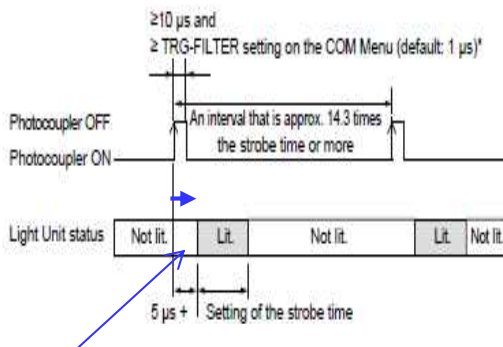 ≥10 µs and
≥ TRG-FILTER setting on the COM Menu (default: 1 µs)*
Photocoupler OFF
An interval that is approx. 14.3 times
Photocoupler ON
the strobe time or more
Light Unit status Not lit. Lit. Not lit. Lit. Not lit.
5 µs + Setting of the strobe time